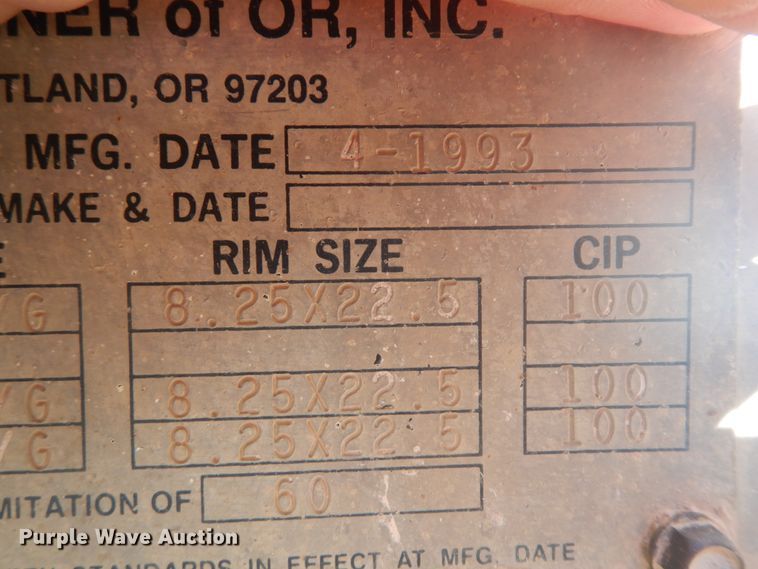 NER of OR, INC.
TLAND, OR 97203
MFG. DATE 4-1993
MAKE & DATE
E RIM SIZE CIP
/G 8.25X22.5 100
/G 8.25X22.5 100
/G 8.25X22.5 100
MITATION OF 60
STANDARDS IN EFFECT AT MFG. DATE
Purple Wave Auction